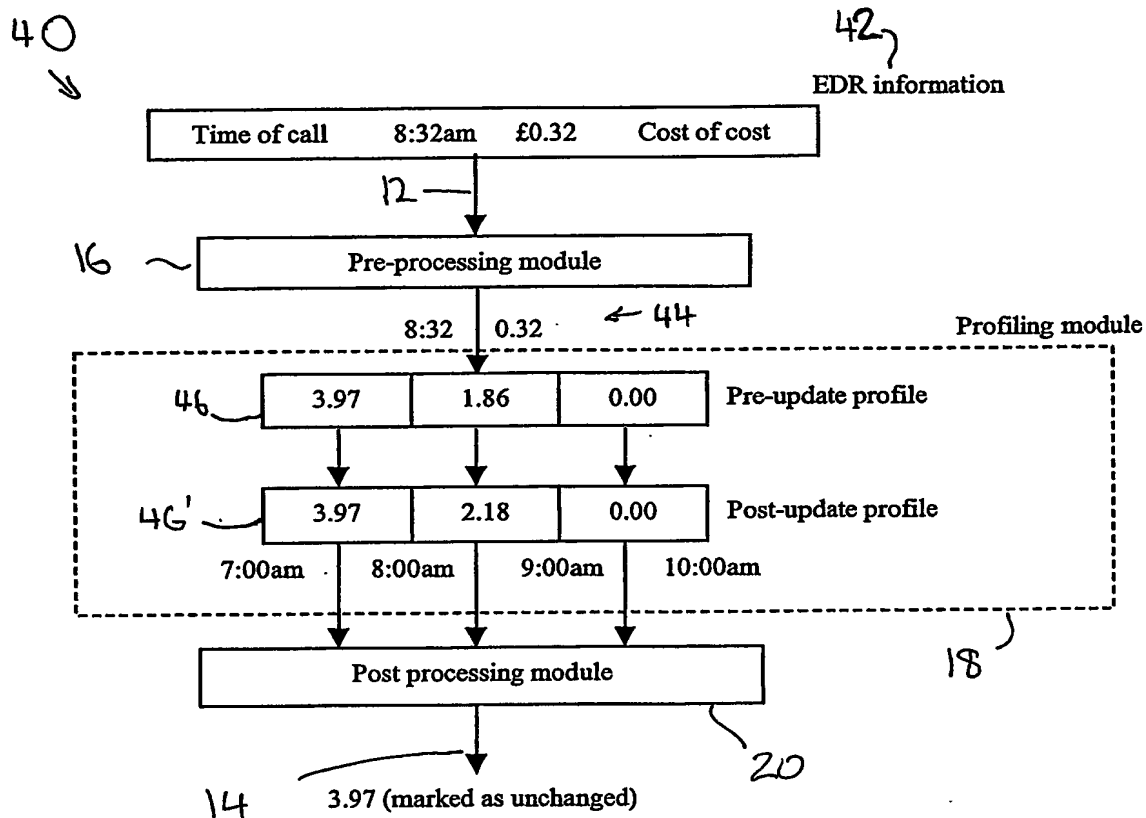 40
42
EDR information
Time of call 8:32am £0.32 Cost of cost
12
16 Pre-processing module
8:32 0.32 44
Profiling module
46 3.97 1.86 0.00 Pre-update profile
46' 3.97 2.18 0.00 Post-update profile
7:00am 8:00am 9:00am 10:00am
18
Post processing module
20
14 3.97 (marked as unchanged)